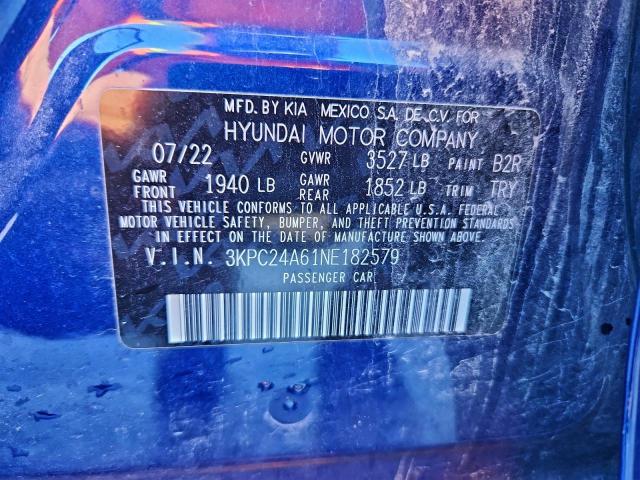 MFD. BY KIA MEXICO S.A. DE C.V. FOR
HYUNDAI MOTOR COMPANY
07/22 GVWR 3527 LB PAINT B2R
GAWR FRONT 1940 LB GAWR REAR 1852 LB TRIM TRY
THIS VEHICLE CONFORMS TO ALL APPLICABLE U.S.A. FEDERAL
MOTOR VEHICLE SAFETY, BUMPER, AND THEFT PREVENTION STANDARDS
IN EFFECT ON THE DATE OF MANUFACTURE SHOWN ABOVE.
V.I.N. 3KPC24A61NE182579
PASSENGER CAR